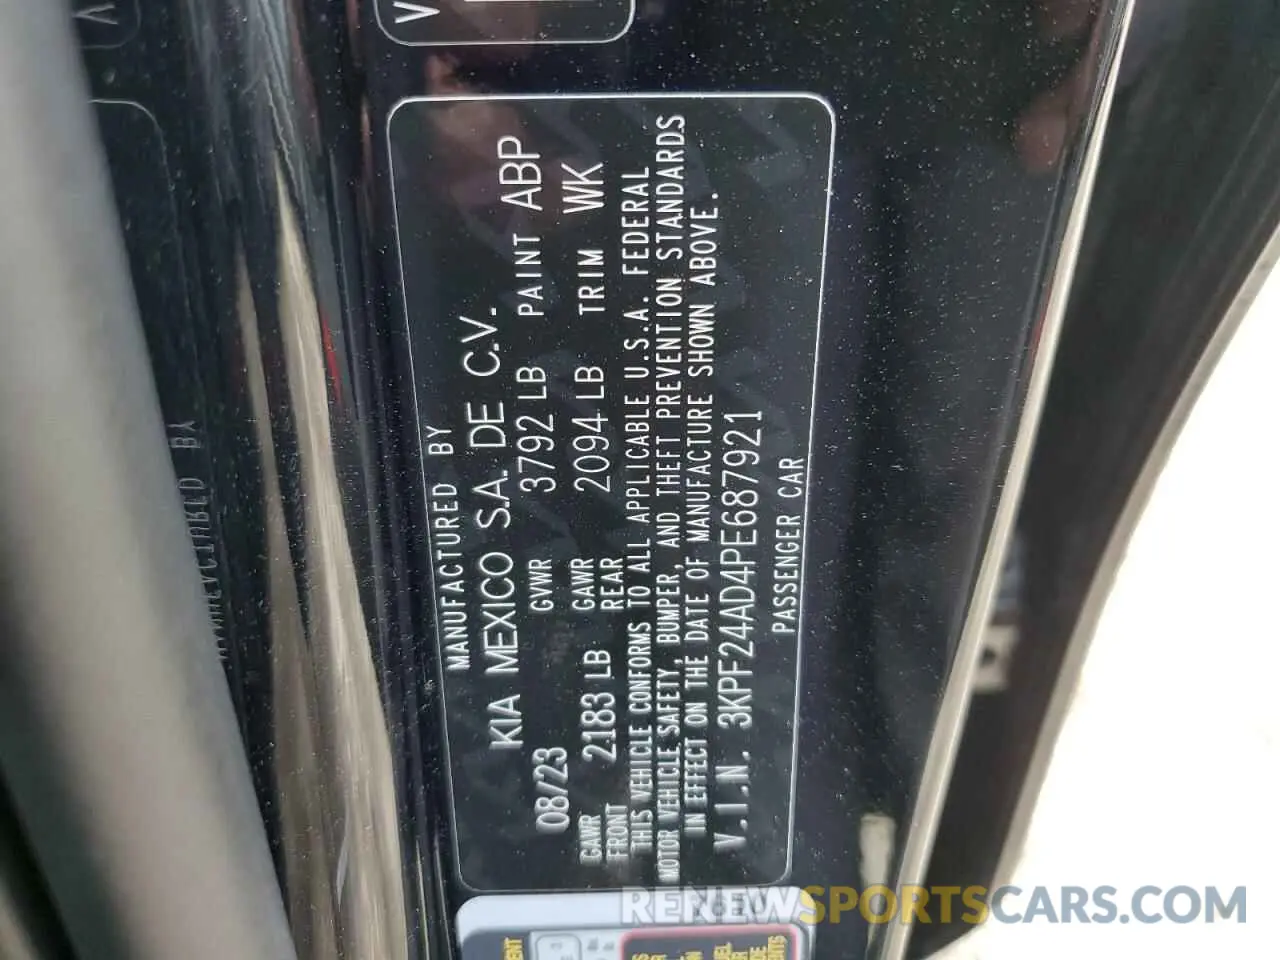 MANUFACTURED BY
KIA MEXICO S.A. DE C.V.
08/23 GVWR 3792 LB PAINT ABP
GAWR FRONT 2183 LB GAWR REAR 2094 LB TRIM WK
THIS VEHICLE CONFORMS TO ALL APPLICABLE U.S.A. FEDERAL
MOTOR VEHICLE SAFETY, BUMPER, AND THEFT PREVENTION STANDARDS
IN EFFECT ON THE DATE OF MANUFACTURE SHOWN ABOVE.
V.I.N. 3KPF24AD4PE687921
PASSENGER CAR
RENEWSPORTSCARS.COM